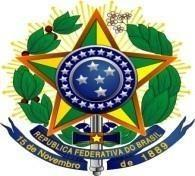 REPÚBLICA FEDERATIVA DO BRASIL
15 de Novembro de 1889